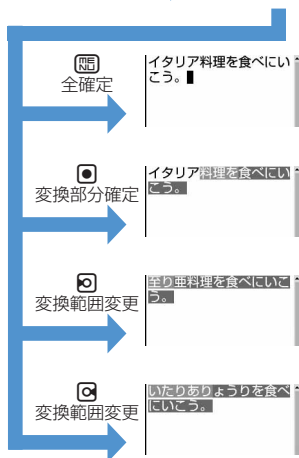 MENU
全確定
イタリア料理を食べにい
こう。
変換部分確定
イタリア料理を食べにい
こう。
変換範囲変更
至り亜料理を食べにいこ
う。
変換範囲変更
いたりありょうりを食べ
にいこう。